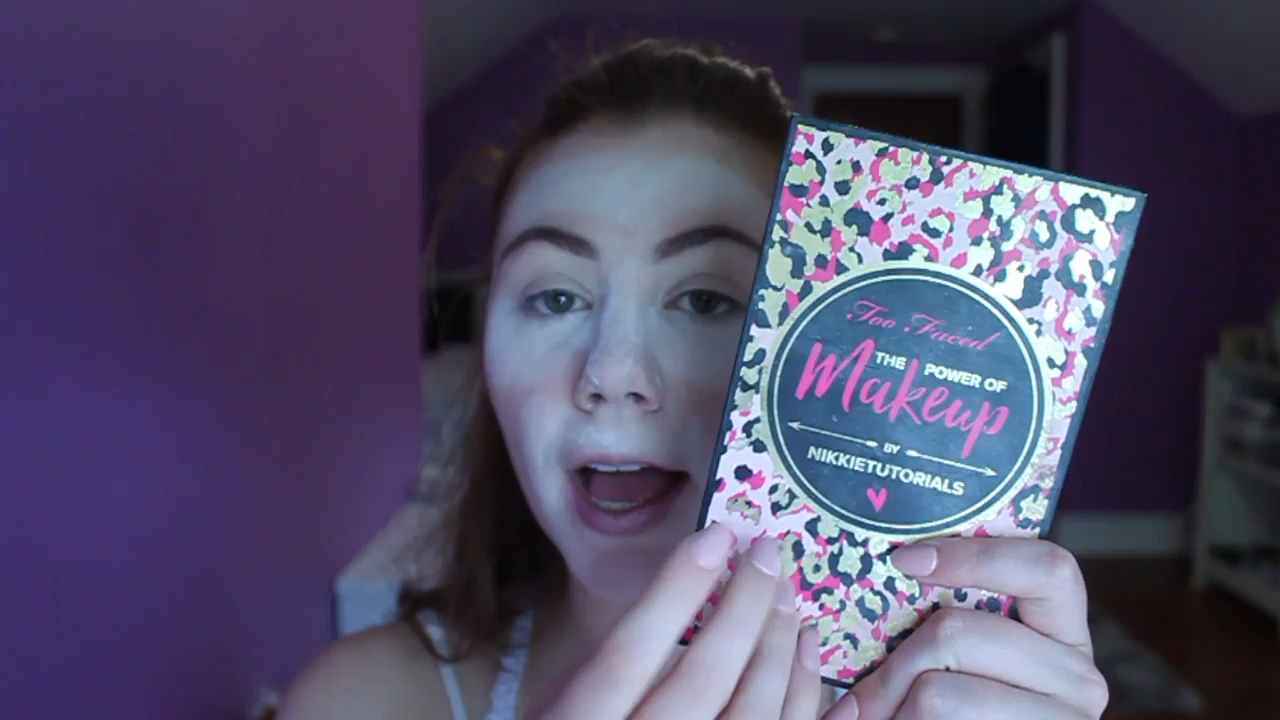 Too Faced
THE POWER OF
Makeup
BY
NIKKIETUTORIALS